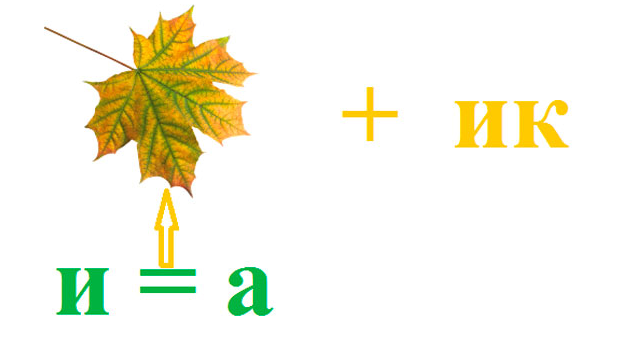 + ик
и = а